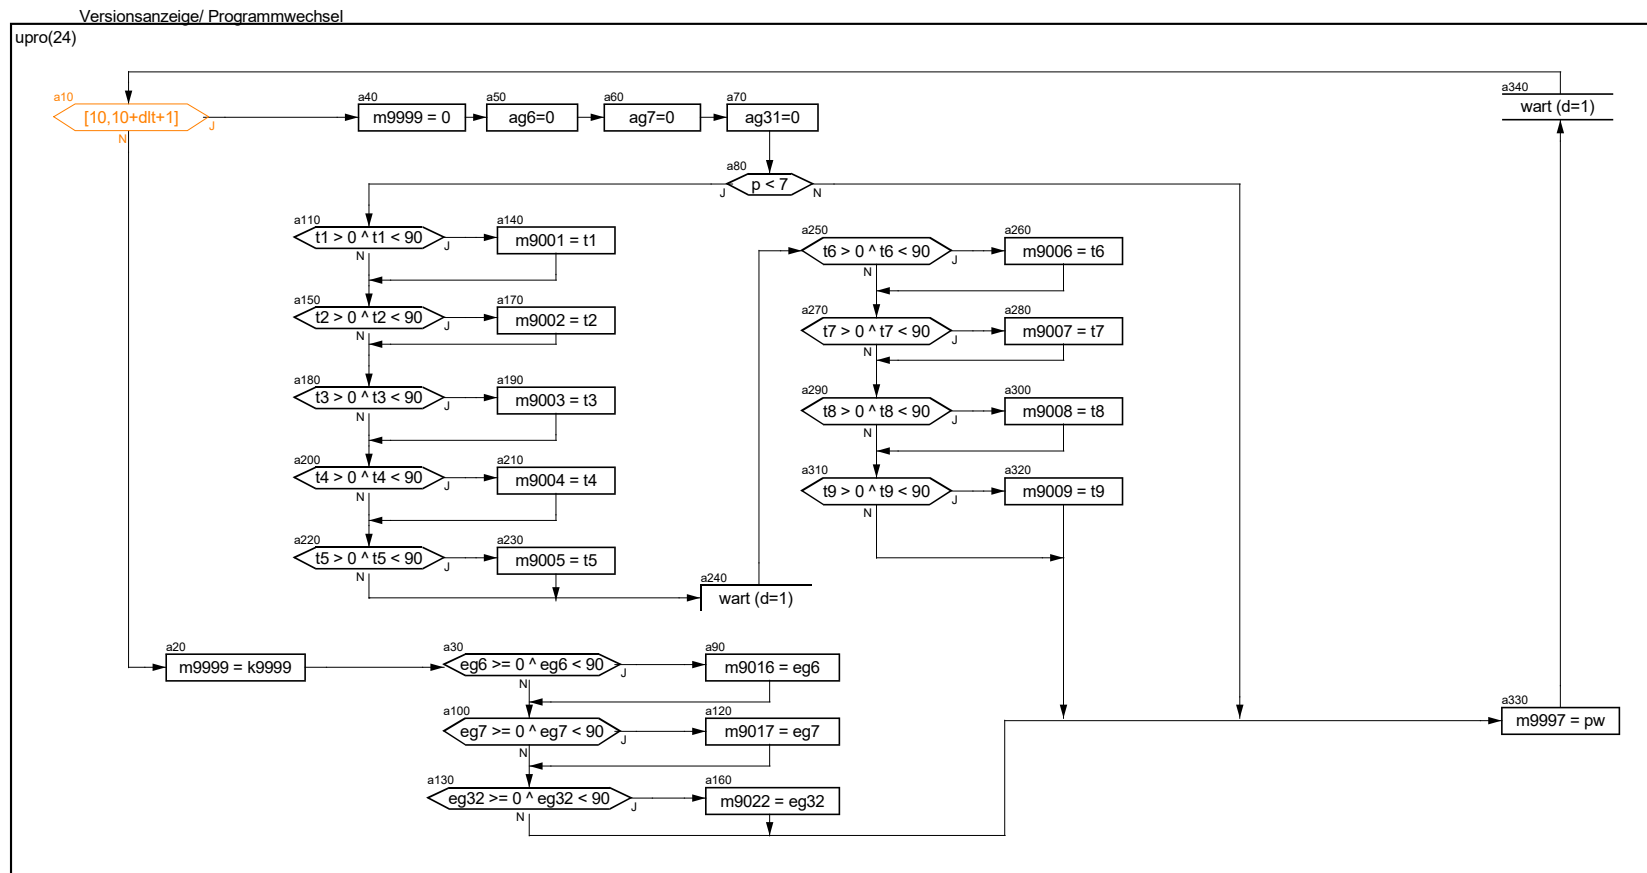 Versionsanzeige/ Programmwechsel
upro(24)
a10
[10,10+dlt+1]
J
N
a40
m9999 = 0
a50
ag6=0
a60
ag7=0
a70
ag31=0
a340
wart (d=1)
a80
p < 7
J
N
a110
t1 > 0 ^ t1 < 90
J
N
a140
m9001 = t1
a150
t2 > 0 ^ t2 < 90
J
N
a170
m9002 = t2
a180
t3 > 0 ^ t3 < 90
J
N
a190
m9003 = t3
a200
t4 > 0 ^ t4 < 90
J
N
a210
m9004 = t4
a220
t5 > 0 ^ t5 < 90
J
N
a230
m9005 = t5
a240
wart (d=1)
a250
t6 > 0 ^ t6 < 90
J
N
a260
m9006 = t6
a270
t7 > 0 ^ t7 < 90
J
N
a280
m9007 = t7
a290
t8 > 0 ^ t8 < 90
J
N
a300
m9008 = t8
a310
t9 > 0 ^ t9 < 90
J
N
a320
m9009 = t9
a20
m9999 = k9999
a30
eg6 >= 0 ^ eg6 < 90
J
N
a90
m9016 = eg6
a100
eg7 >= 0 ^ eg7 < 90
J
N
a120
m9017 = eg7
a130
eg32 >= 0 ^ eg32 < 90
J
N
a160
m9022 = eg32
a330
m9997 = pw